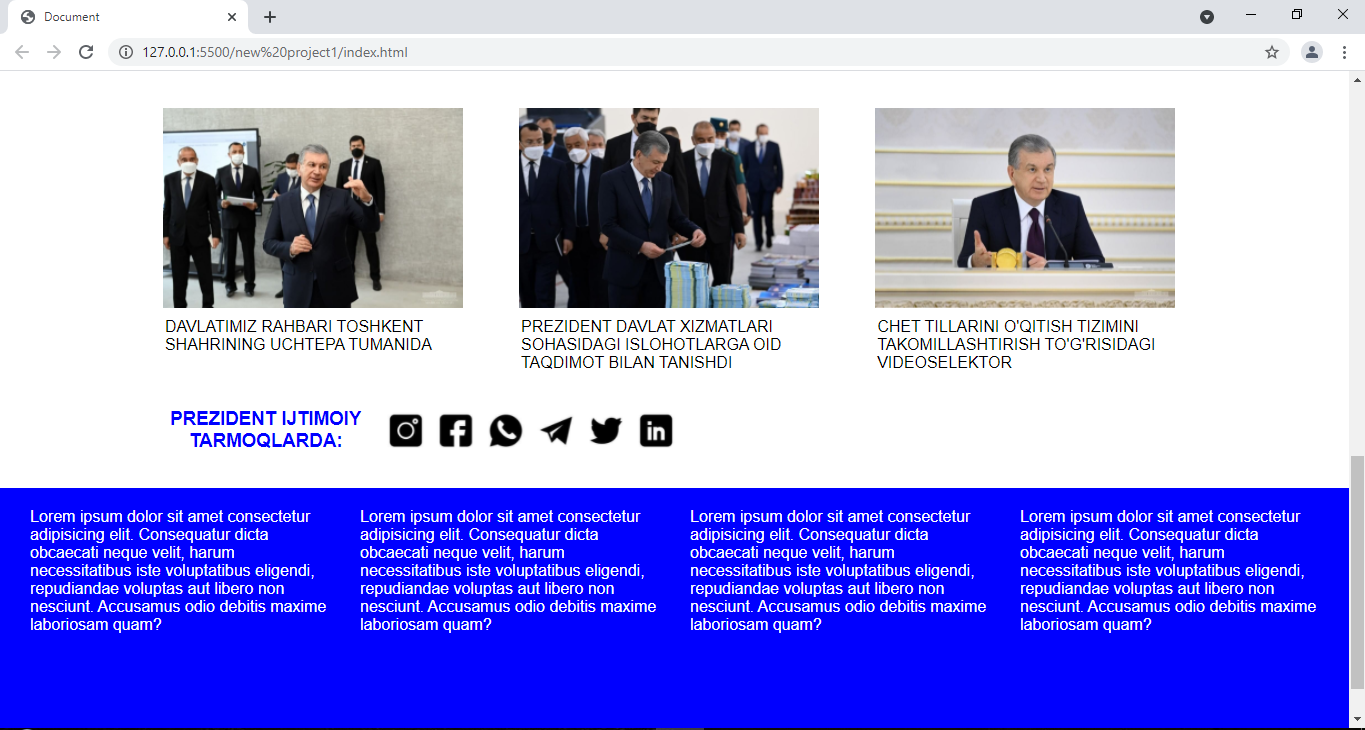 Document
127.0.0.1:5500/new%20project1/index.html
DAVLATIMIZ RAHBARI TOSHKENT
SHAHRINING UCHTEPA TUMANIDA
PREZIDENT DAVLAT XIZMATLARI
SOHASIDAGI ISLOHOTLARGA OID
TAQDIMOT BILAN TANISHDI
CHET TILLARINI O'QITISH TIZIMINI
TAKOMILLASHTIRISH TO'G'RISIDAGI
VIDEOSELEKTOR
PREZIDENT IJTIMOIY
TARMOQLARDA:
Lorem ipsum dolor sit amet consectetur
adipisicing elit. Consequatur dicta
obcaecati neque velit, harum
necessitatibus iste voluptatibus eligendi,
repudiandae voluptas aut libero non
nesciunt. Accusamus odio debitis maxime
laboriosam quam?
Lorem ipsum dolor sit amet consectetur
adipisicing elit. Consequatur dicta
obcaecati neque velit, harum
necessitatibus iste voluptatibus eligendi,
repudiandae voluptas aut libero non
nesciunt. Accusamus odio debitis maxime
laboriosam quam?
Lorem ipsum dolor sit amet consectetur
adipisicing elit. Consequatur dicta
obcaecati neque velit, harum
necessitatibus iste voluptatibus eligendi,
repudiandae voluptas aut libero non
nesciunt. Accusamus odio debitis maxime
laboriosam quam?
Lorem ipsum dolor sit amet consectetur
adipisicing elit. Consequatur dicta
obcaecati neque velit, harum
necessitatibus iste voluptatibus eligendi,
repudiandae voluptas aut libero non
nesciunt. Accusamus odio debitis maxime
laboriosam quam?